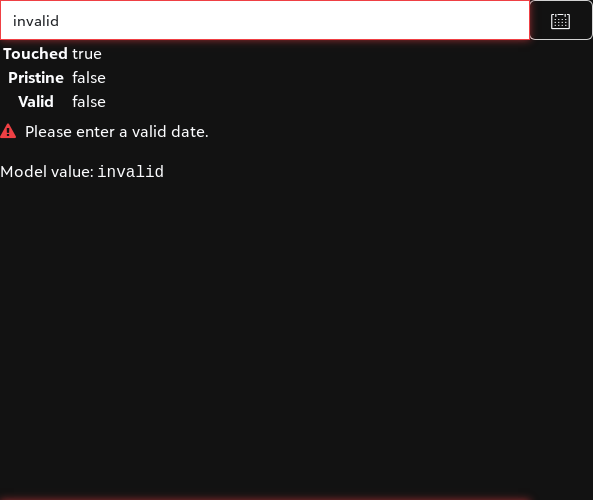 invalid
Touched true
Pristine false
Valid false
Please enter a valid date.
Model value: invalid